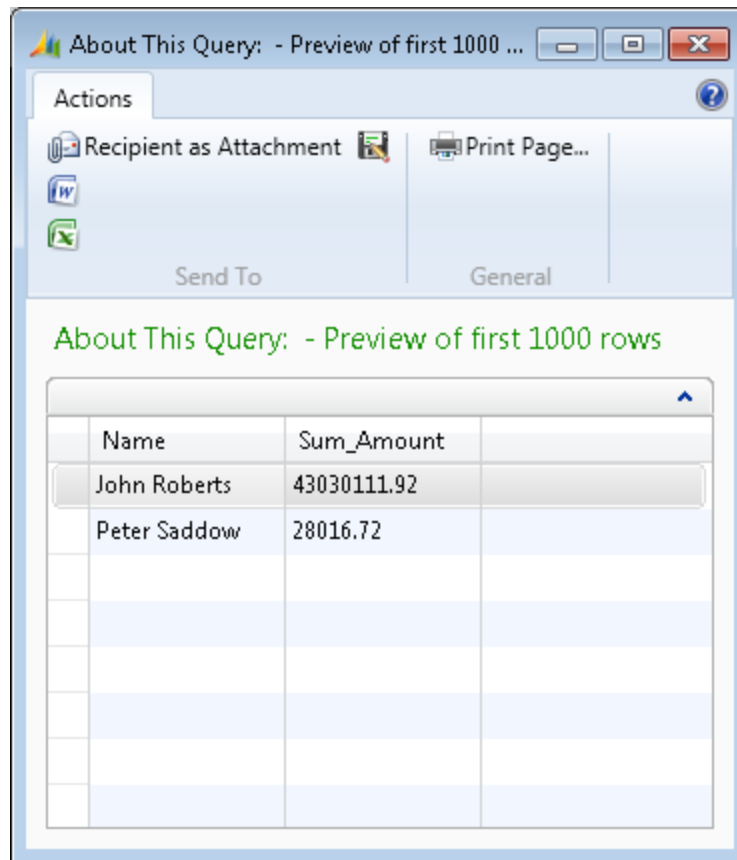 About This Query:  - Preview of first 1000 ...
Actions
Recipient as Attachment
Print Page...
Send To
General
About This Query:  - Preview of first 1000 rows
Name Sum_Amount
John Roberts 43030111.92
Peter Saddow 28016.72